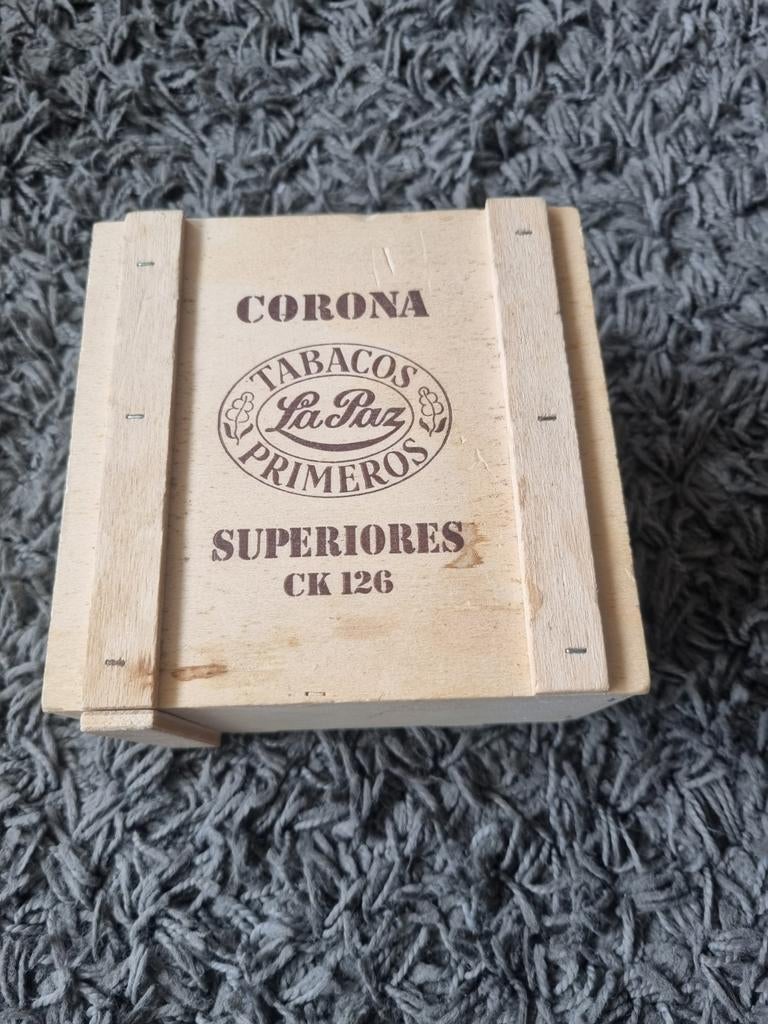 CORONA
TABACOS
La Paz
PRIMEROS
SUPERIORES
CK 126